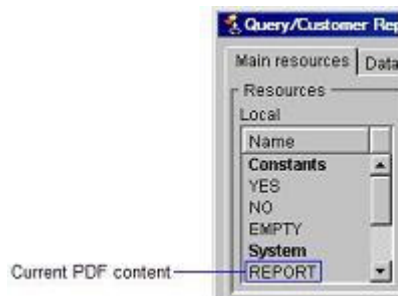 Query/Customer Rep
Main resources Data
Resources
Local
Name
Constants
YES
NO
EMPTY
System
Current PDF content REPORT